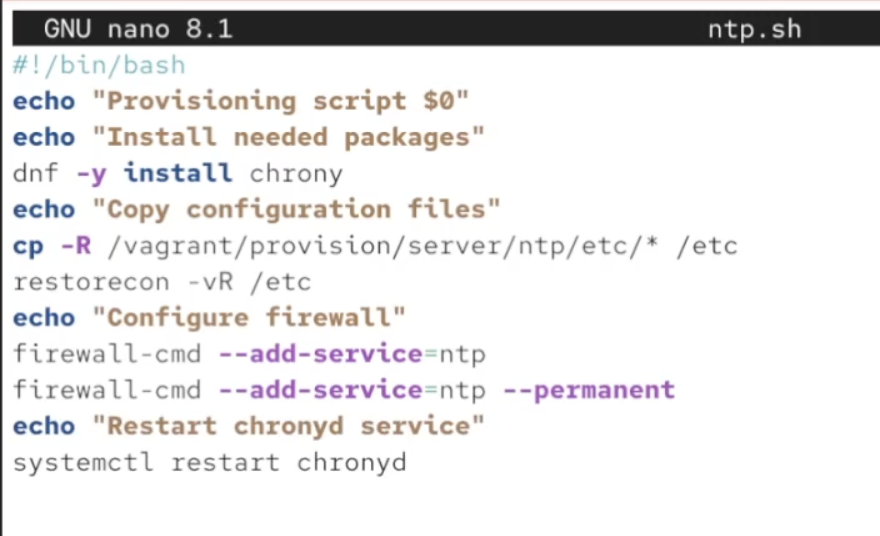 GNU nano 8.1 ntp.sh
#!/bin/bash
echo "Provisioning script $0"
echo "Install needed packages"
dnf -y install chrony
echo "Copy configuration files"
cp -R /vagrant/provision/server/ntp/etc/* /etc
restorecon -vR /etc
echo "Configure firewall"
firewall-cmd --add-service=ntp
firewall-cmd --add-service=ntp --permanent
echo "Restart chronyd service"
systemctl restart chronyd